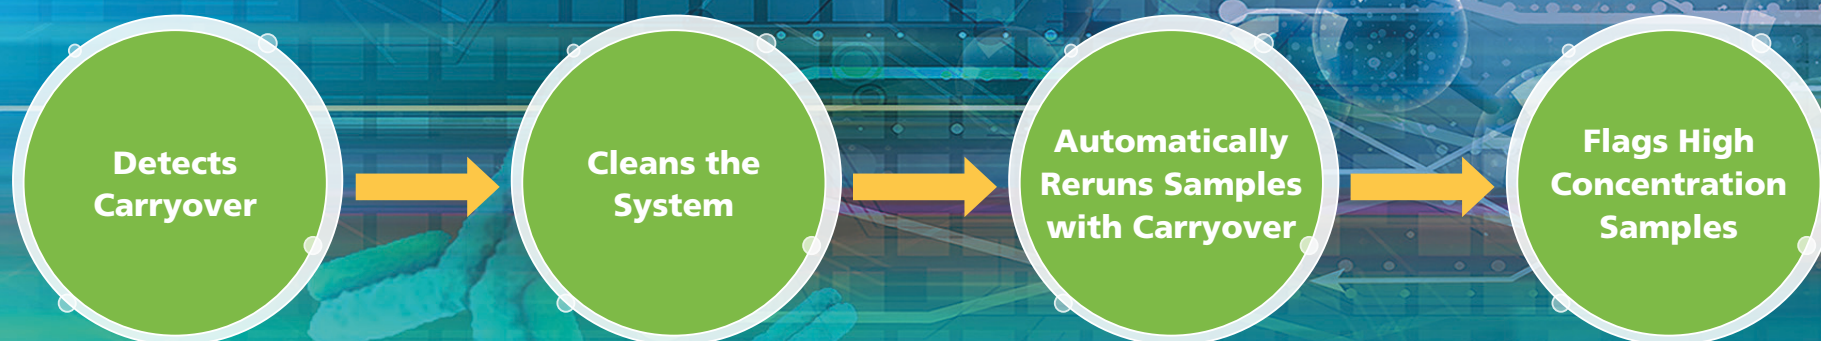 Detects
Carryover
Cleans the
System
Automatically
Reruns Samples
with Carryover
Flags High
Concentration
Samples